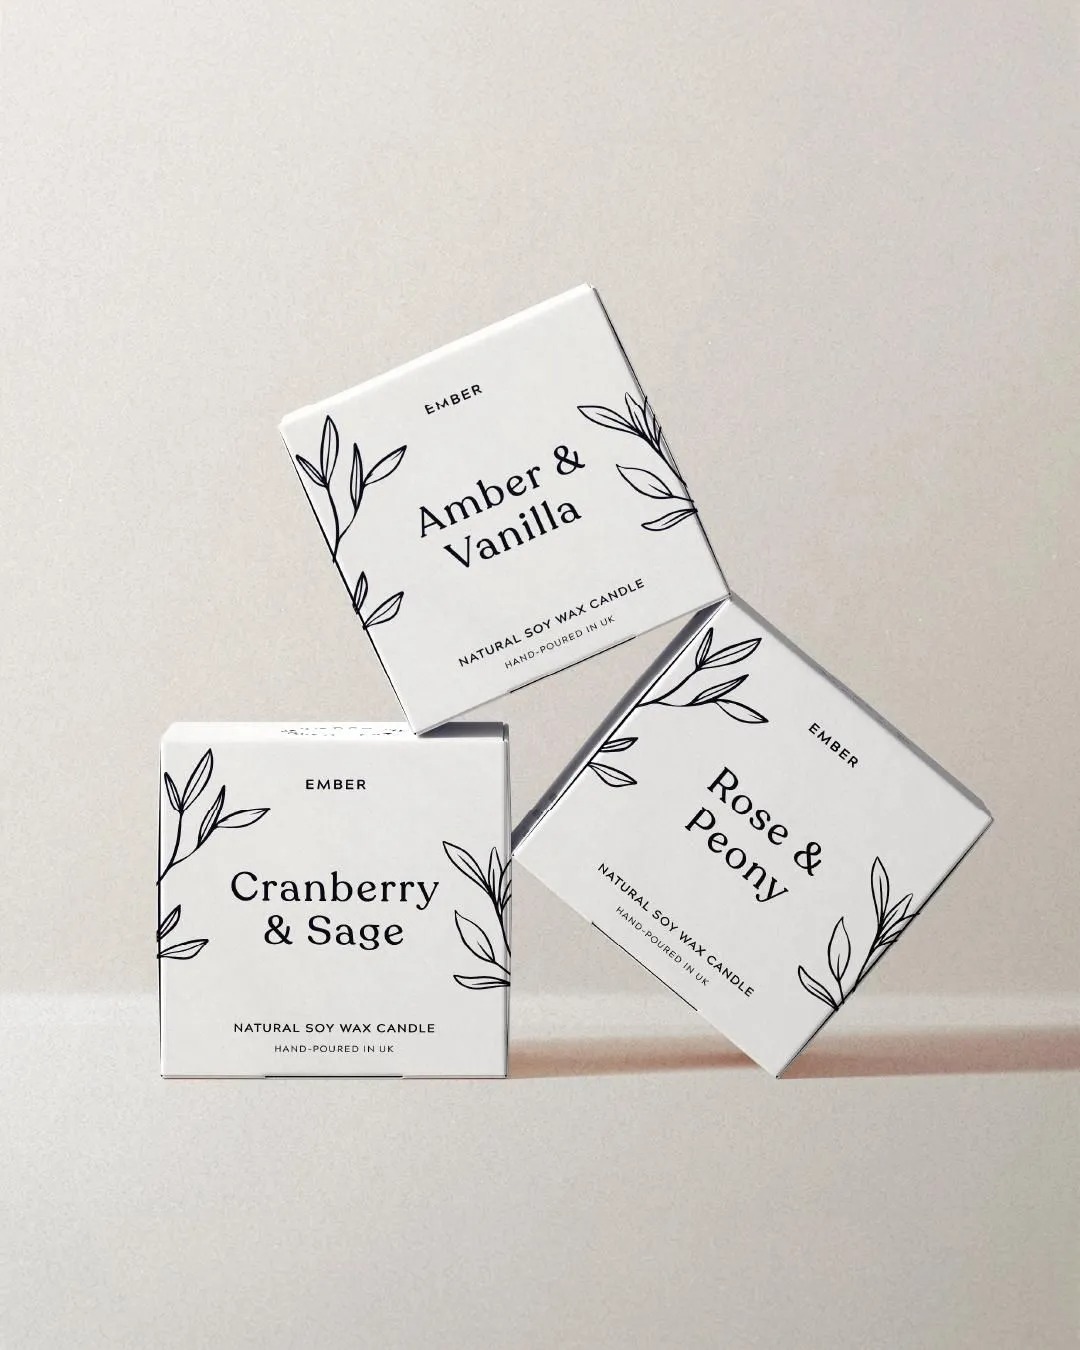 EMBER
Amber &
Vanilla
NATURAL SOY WAX CANDLE
HAND-POURED IN UK
EMBER
Cranberry
& Sage
NATURAL SOY WAX CANDLE
HAND-POURED IN UK
EMBER
Rose &
Peony
NATURAL SOY WAX CANDLE
HAND-POURED IN UK